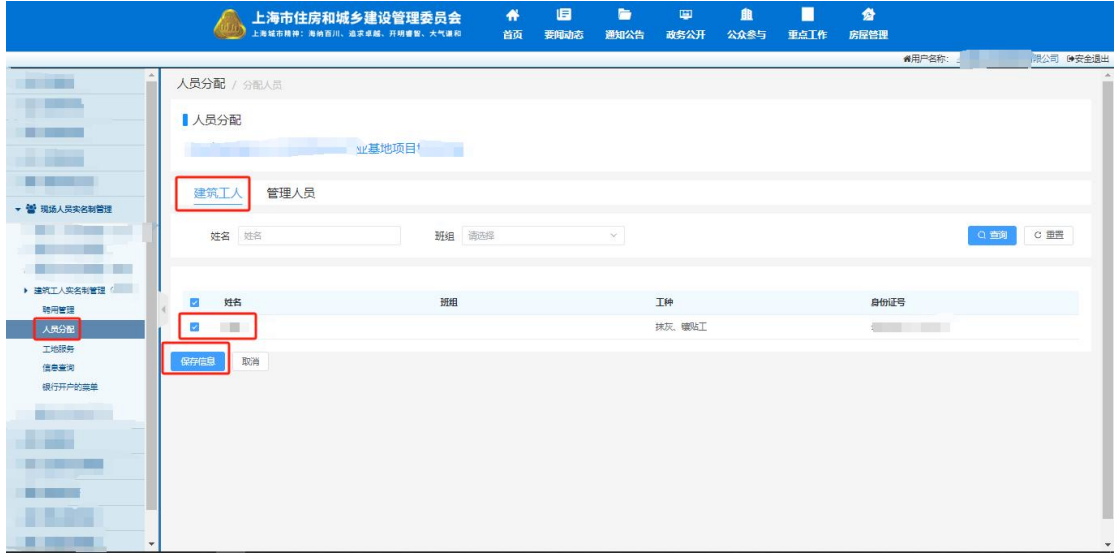 上海市住房和城乡建设管理委员会
上海城市精神:海纳百川、追求卓越、开明睿智、大气谦和
首页 要闻动态 通知公告 政务公开 公众参与 重点工作 房屋管理
用户名称: 限公司 安全退出
人员分配 / 分配人员
人员分配
业基地项目
建筑工人 管理人员
姓名 姓名 班组 请选择 查询 重置
姓名 班组 工种 身份证号
抹灰、镶贴工
保存信息 取消
现场人员实名制管理
建筑工人实名制管理
聘用管理
人员分配
工地服务
信息查询
银行开户的菜单